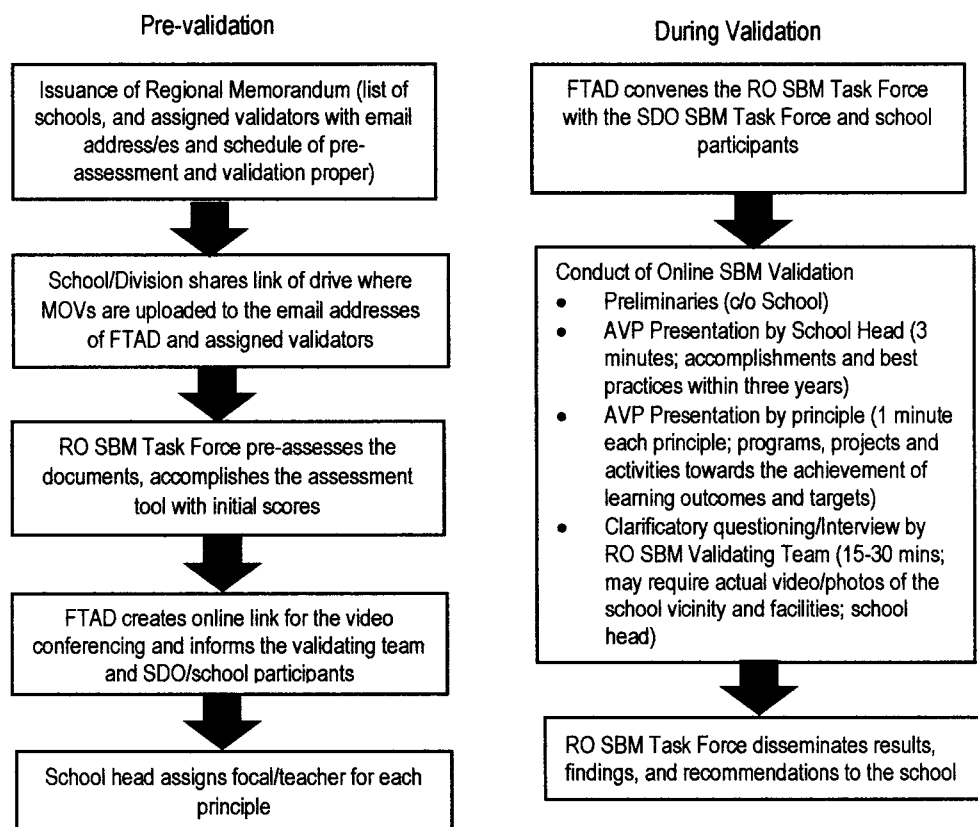 Pre-validation
Issuance of Regional Memorandum (list of
schools, and assigned validators with email
address/es and schedule of pre-
assessment and validation proper)
School/Division shares link of drive where
MOVs are uploaded to the email addresses
of FTAD and assigned validators
RO SBM Task Force pre-assesses the
documents, accomplishes the assessment
tool with initial scores
FTAD creates online link for the video
conferencing and informs the validating team
and SDO/school participants
School head assigns focal/teacher for each
principle
During Validation
FTAD convenes the RO SBM Task Force
with the SDO SBM Task Force and school
participants
Conduct of Online SBM Validation
• Preliminaries (c/o School)
• AVP Presentation by School Head (3
minutes; accomplishments and best
practices within three years)
• AVP Presentation by principle (1 minute
each principle; programs, projects and
activities towards the achievement of
learning outcomes and targets)
• Clarificatory questioning/Interview by
RO SBM Validating Team (15-30 mins;
may require actual video/photos of the
school vicinity and facilities; school
head)
RO SBM Task Force disseminates results,
findings, and recommendations to the school